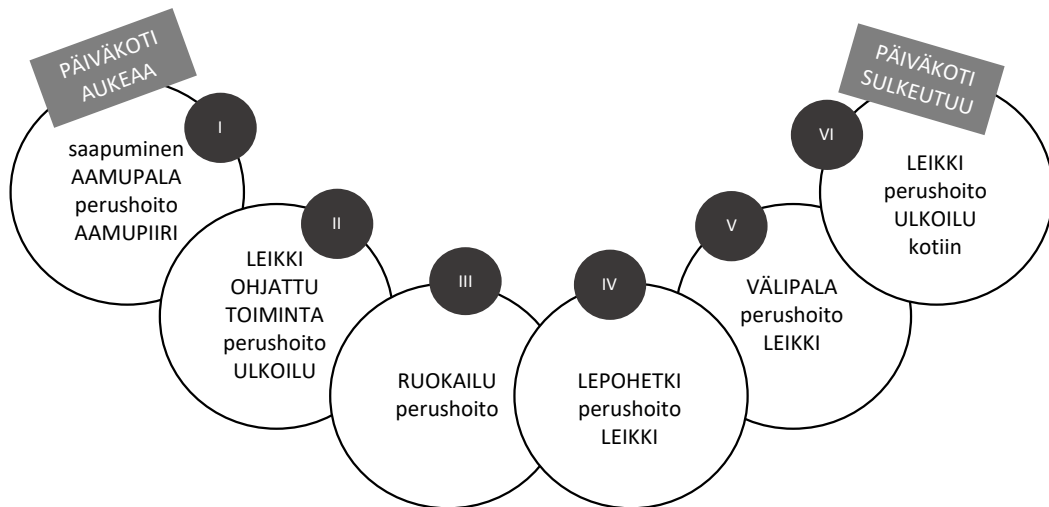 PÄIVÄKOTI
AUKEAA
I
saapuminen
AAMUPALA
perushoito
AAMUPIIRI
II
LEIKKI
OHJATTU
TOIMINTA
perushoito
ULKOILU
III
RUOKAILU
perushoito
IV
LEPOHETKI
perushoito
LEIKKI
V
VÄLIPALA
perushoito
LEIKKI
PÄIVÄKOTI
SULKEUTUU
VI
LEIKKI
perushoito
ULKOILU
kotiin